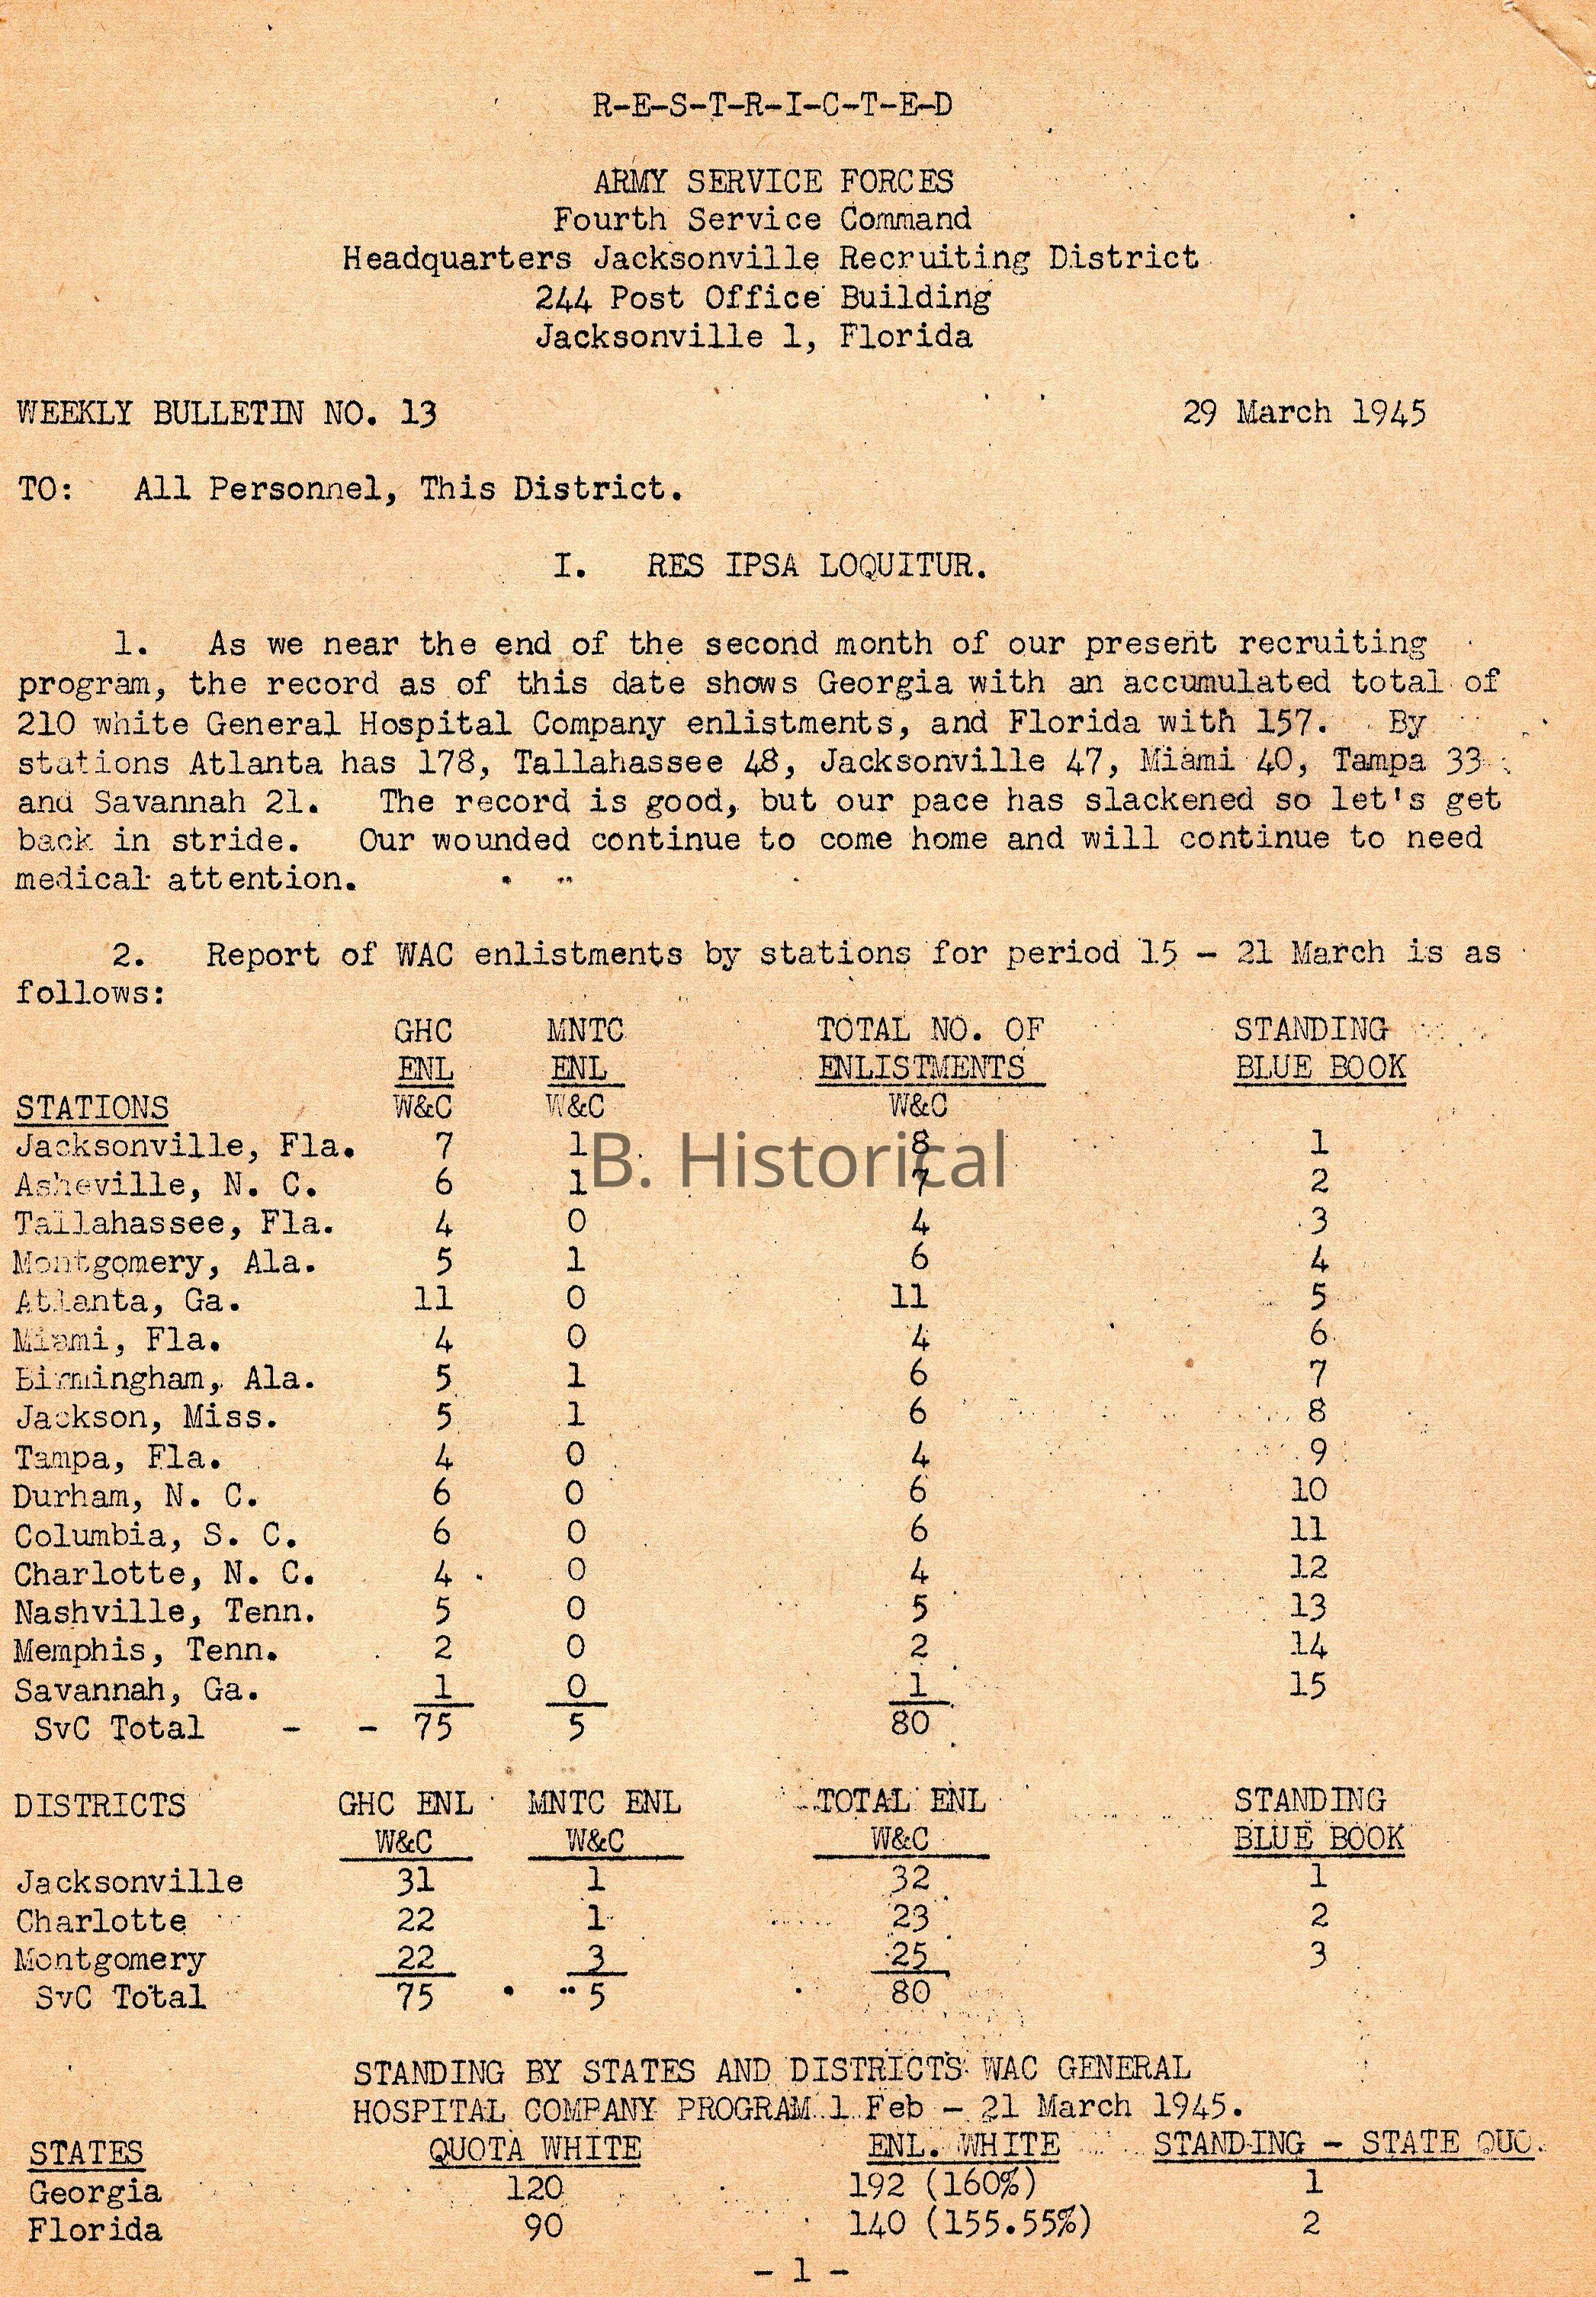 R-E-S-T-R-I-C-T-E-D
ARMY SERVICE FORCES
Fourth Service Command
Headquarters Jacksonville Recruiting District
244 Post Office Building
Jacksonville 1, Florida
WEEKLY BULLETIN NO. 13 29 March 1945
TO: All Personnel, This District.
I. RES IPSA LOQUITUR.
1. As we near the end of the second month of our present recruiting
program, the record as of this date shows Georgia with an accumulated total of
210 white General Hospital Company enlistments, and Florida with 157. By
stations Atlanta has 178, Tallahassee 48, Jacksonville 47, Miami 40, Tampa 33
and Savannah 21. The record is good, but our pace has slackened so let's get
back in stride. Our wounded continue to come home and will continue to need
medical attention.
2. Report of WAC enlistments by stations for period 15 - 21 March is as
follows:
GHC MNTC TOTAL NO. OF STANDING
ENL ENL ENLISTMENTS BLUE BOOK
STATIONS W&C W&C W&C
Jacksonville, Fla. 7 1 8 1
B. Historical
Asheville, N. C. 6 1 7 2
Tallahassee, Fla. 4 0 4 3
Montgomery, Ala. 5 1 6 4
Atlanta, Ga. 11 0 11 5
Miami, Fla. 4 0 4 6
Birmingham, Ala. 5 1 6 7
Jackson, Miss. 5 1 6 8
Tampa, Fla. 4 0 4 9
Durham, N. C. 6 0 6 10
Columbia, S. C. 6 0 6 11
Charlotte, N. C. 4 0 4 12
Nashville, Tenn. 5 0 5 13
Memphis, Tenn. 2 0 2 14
Savannah, Ga. 1 0 1 15
SvC Total - - 75 5 80
DISTRICTS GHC ENL MNTC ENL TOTAL ENL STANDING
W&C W&C W&C BLUE BOOK
Jacksonville 31 1 32 1
Charlotte 22 1 23 2
Montgomery 22 3 25 3
SvC Total 75 5 80
STANDING BY STATES AND DISTRICTS WAC GENERAL
HOSPITAL COMPANY PROGRAM 1 Feb - 21 March 1945.
STATES QUOTA WHITE ENL. WHITE STANDING - STATE QUO.
Georgia 120 192 (160%) 1
Florida 90 140 (155.55%) 2
- 1 -